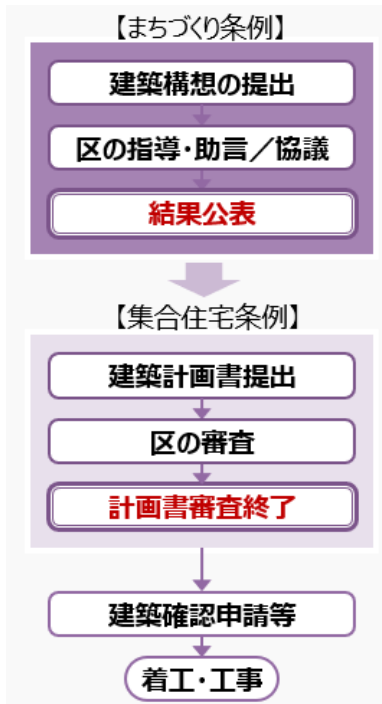 【まちづくり条例】
建築構想の提出
区の指導・助言／協議
結果公表
【集合住宅条例】
建築計画書提出
区の審査
計画書審査終了
建築確認申請等
着工・工事